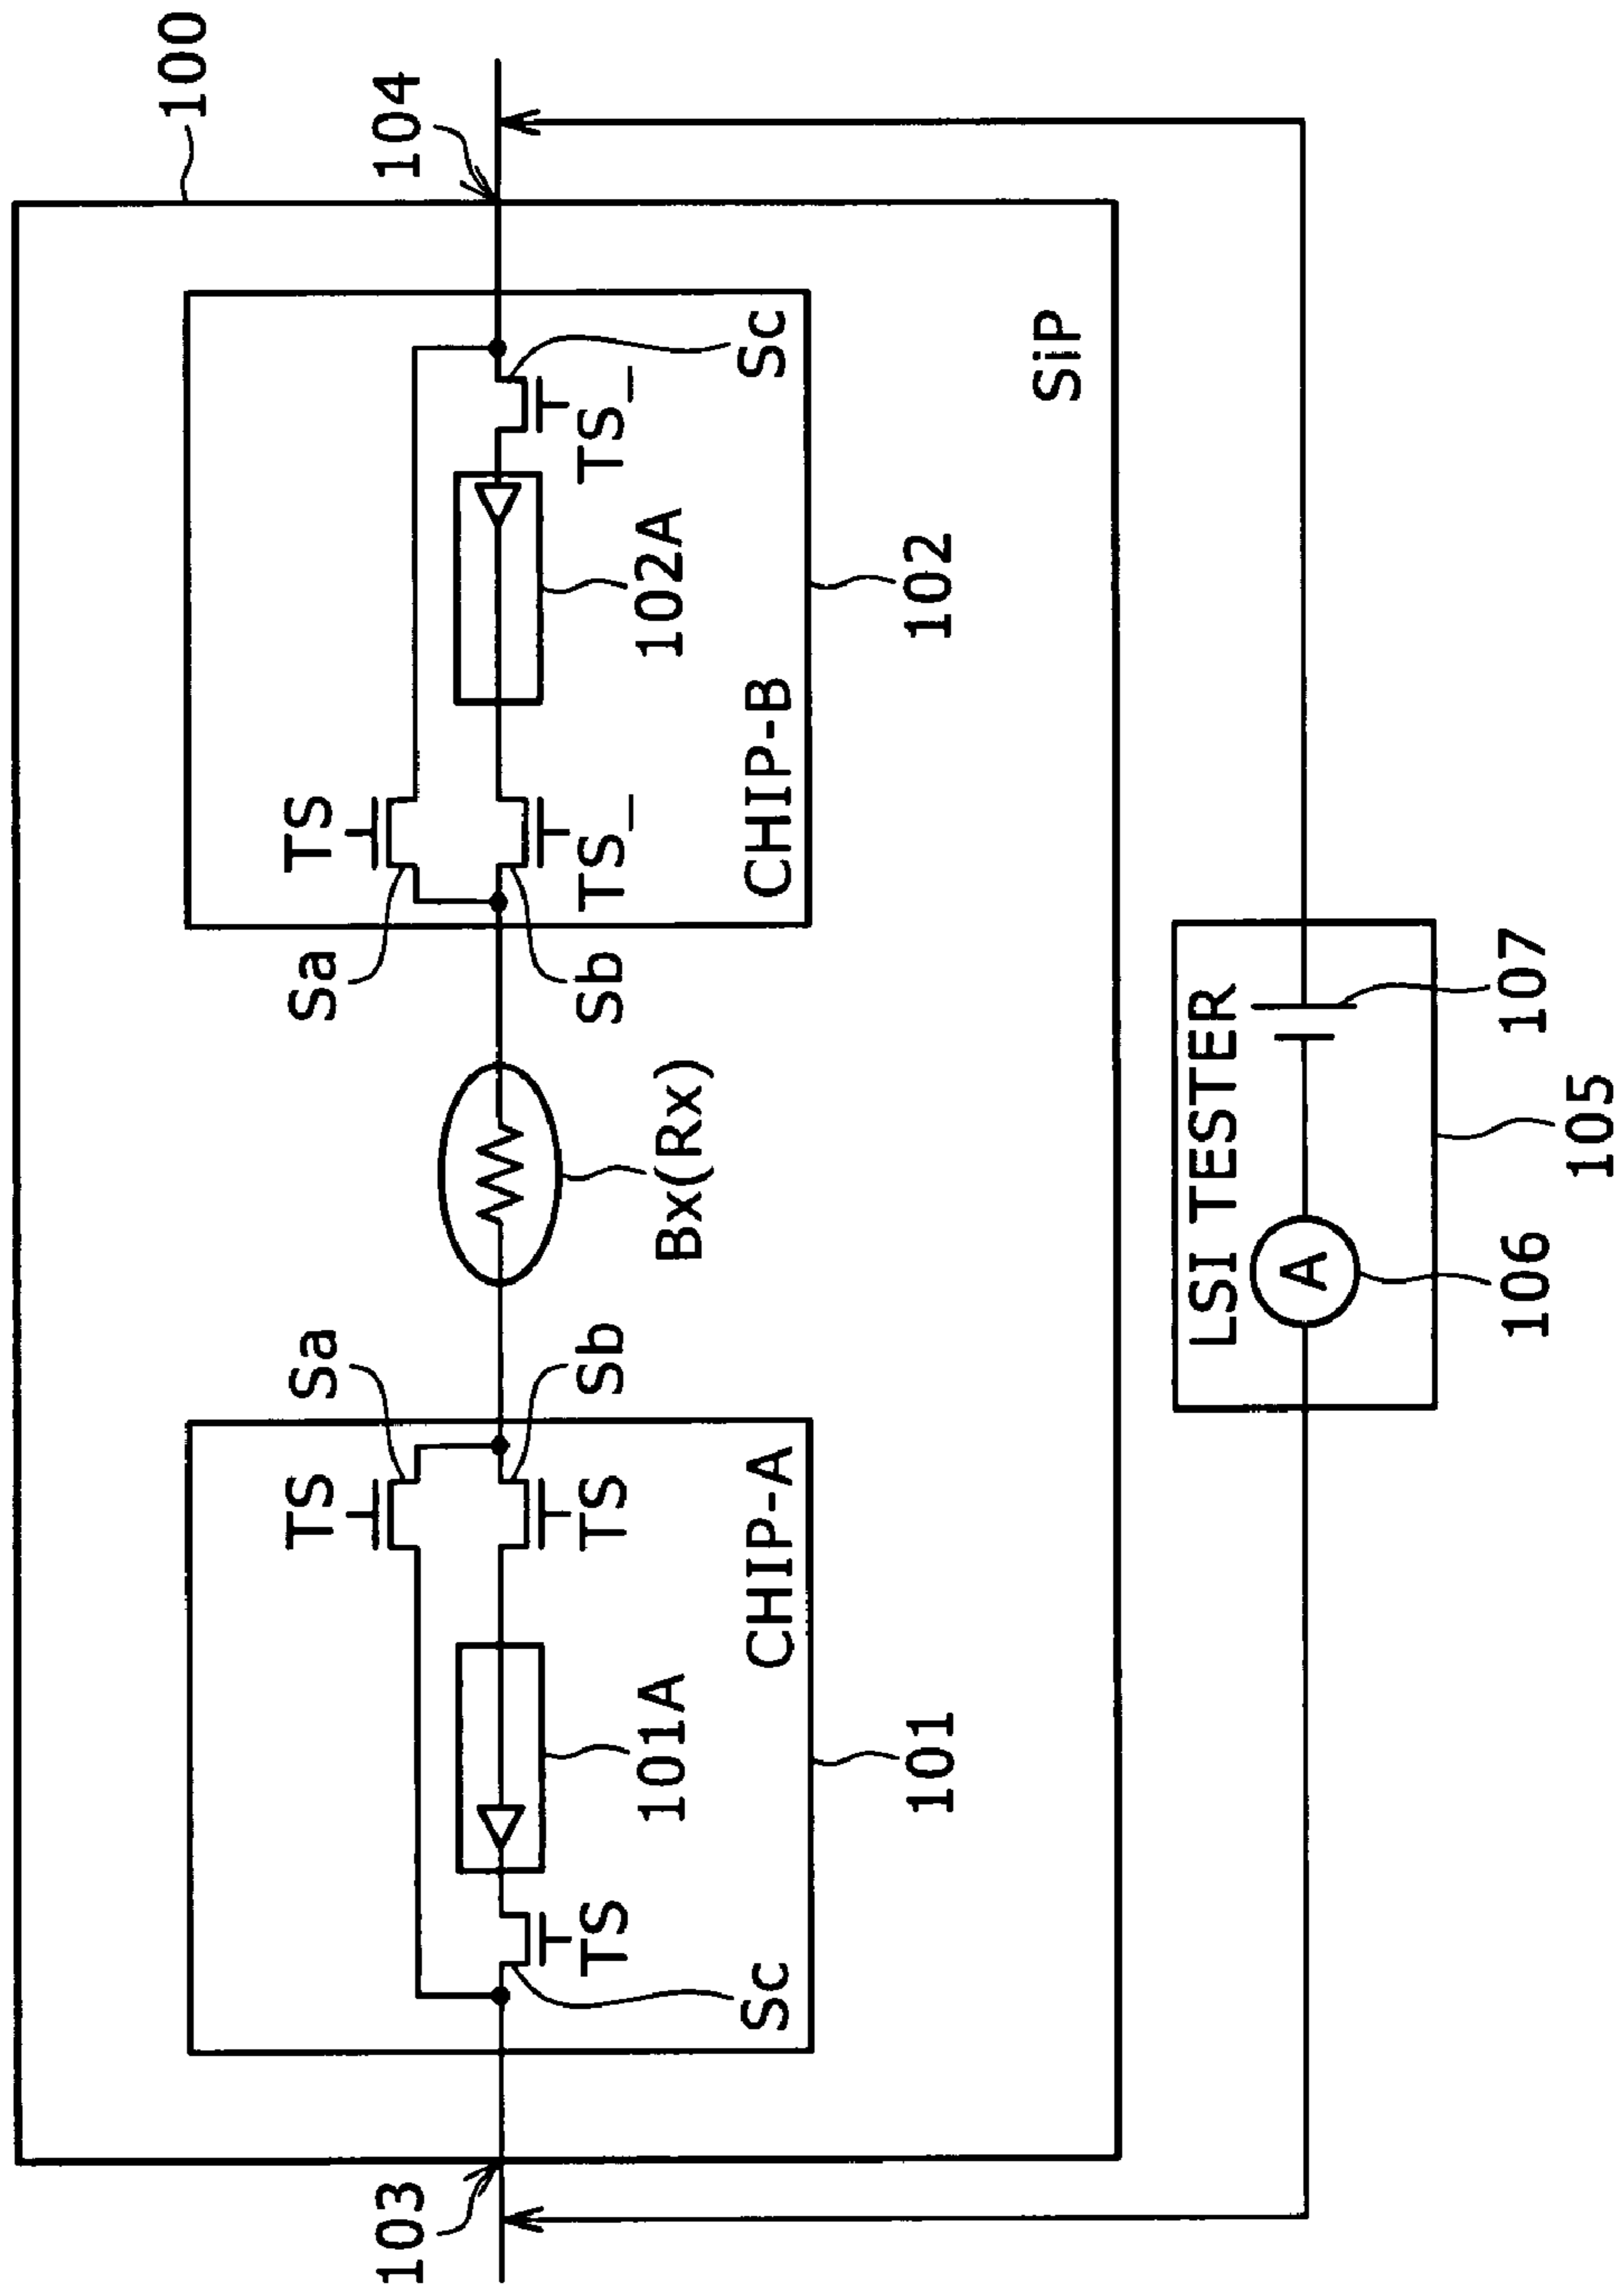 100
TS
Sa
Sa
TS
103
104
TS
TS
Sb
Sb
TS_
TS_
101A
Bx(Rx)
102A
Sc
CHIP-A
CHIP-B
Sc
101
102
SiP
LSI TESTER
A
106
107
105